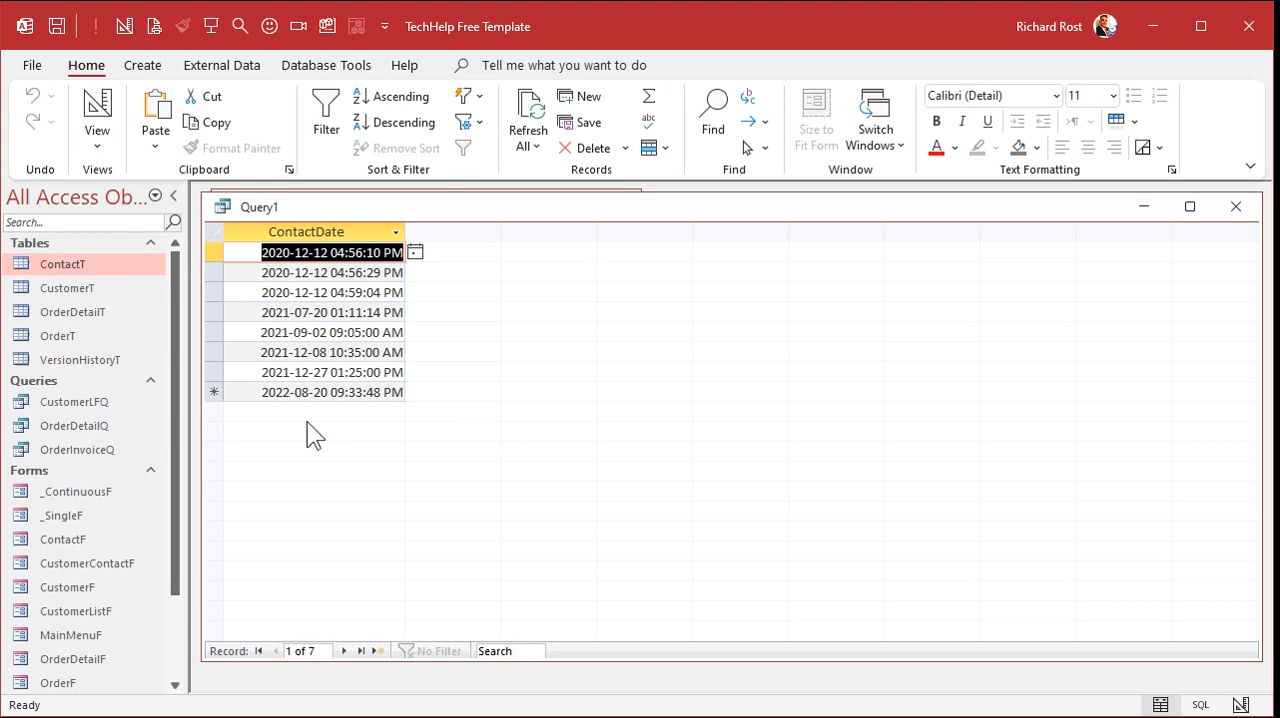 TechHelp Free Template
Richard Rost
File Home Create External Data Database Tools Help Tell me what you want to do
View
Paste
Cut
Copy
Format Painter
Filter
Ascending
Descending
Remove Sort
Refresh All
New
Save
Delete
Find
Size to Fit Form
Switch Windows
Calibri (Detail) 11
Undo Views Clipboard Sort & Filter Records Find Window Text Formatting
All Access Ob...
Search...
Tables
ContactT
CustomerT
OrderDetailT
OrderT
VersionHistoryT
Queries
CustomerLFQ
OrderDetailQ
OrderInvoiceQ
Forms
_ContinuousF
_SingleF
ContactF
CustomerContactF
CustomerF
CustomerListF
MainMenuF
OrderDetailF
OrderF
Query1
ContactDate
2020-12-12 04:56:10 PM
2020-12-12 04:56:29 PM
2020-12-12 04:59:04 PM
2021-07-20 01:11:14 PM
2021-09-02 09:05:00 AM
2021-12-08 10:35:00 AM
2021-12-27 01:25:00 PM
2022-08-20 09:33:48 PM
Record: 1 of 7 No Filter Search
Ready
SQL